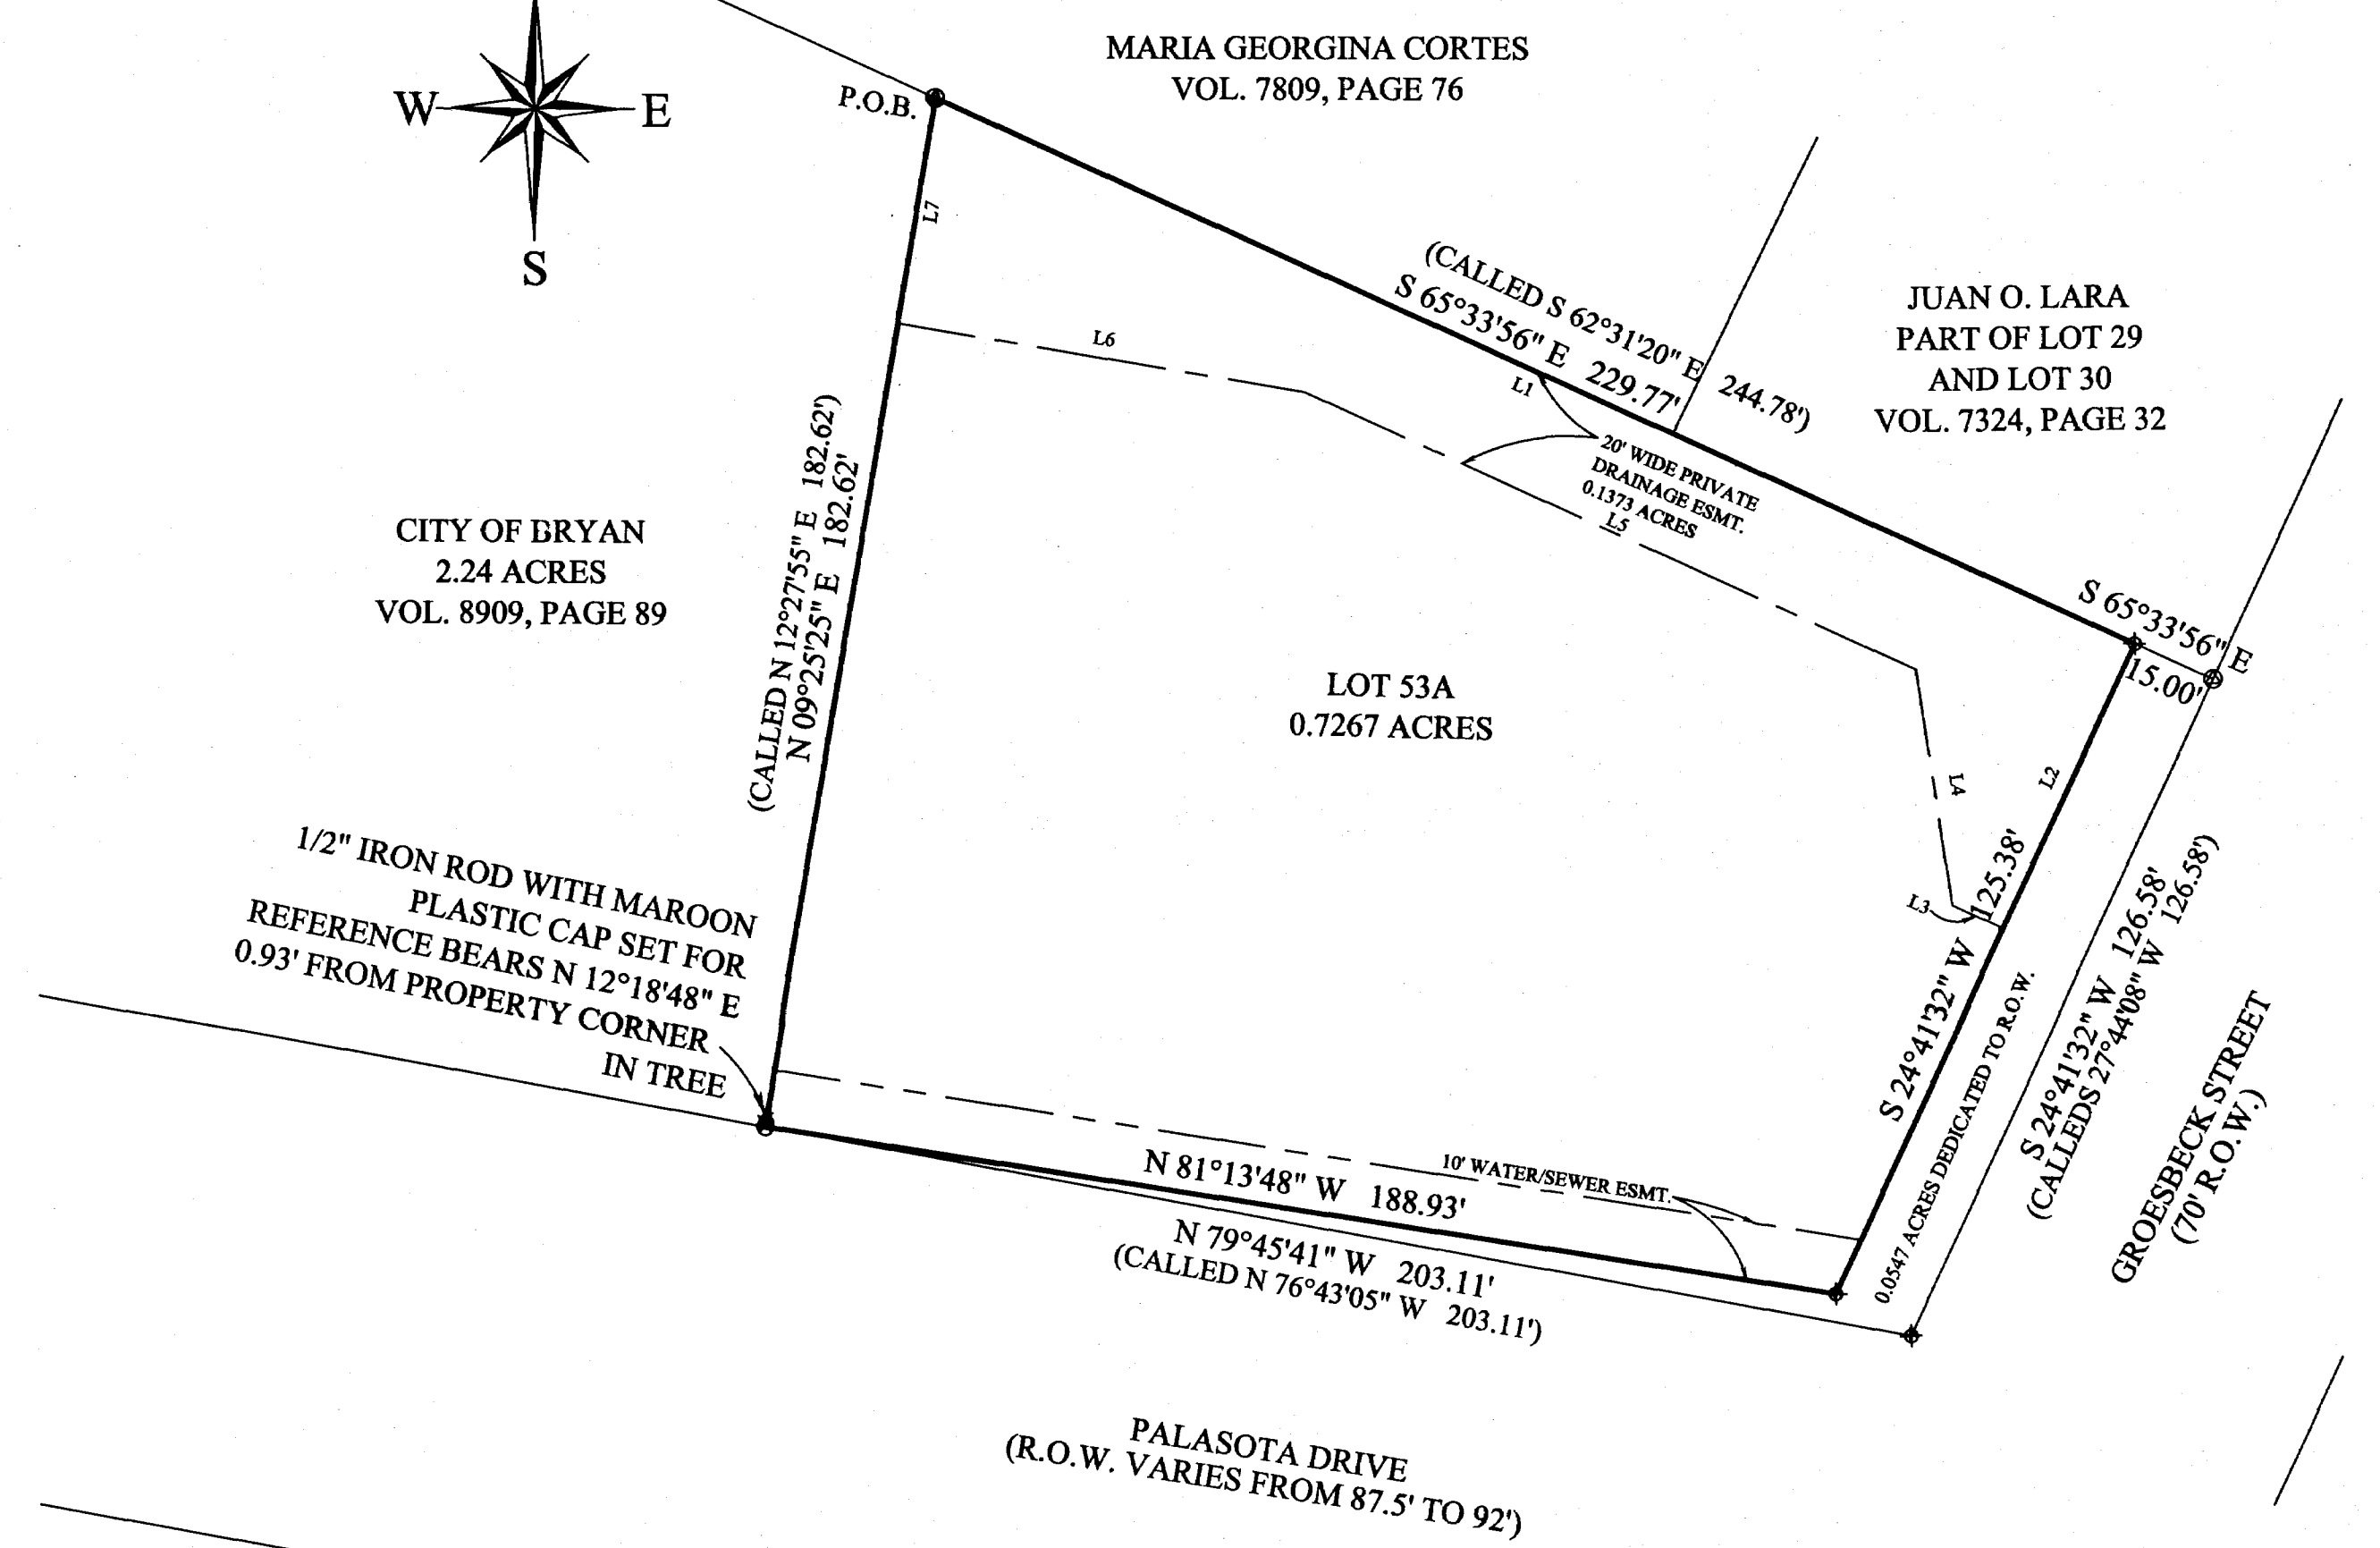 MARIA GEORGINA CORTES
VOL. 7809, PAGE 76
W
E
S
P.O.B.
L7
(CALLED S 62°31'20" E 244.78')
S 65°33'56" E 229.77'
L1
JUAN O. LARA
PART OF LOT 29
AND LOT 30
VOL. 7324, PAGE 32
L6
20' WIDE PRIVATE
DRAINAGE ESMT.
0.1373 ACRES
L5
CITY OF BRYAN
2.24 ACRES
VOL. 8909, PAGE 89
(CALLED N 12°27'55" E 182.62')
N 09°25'25" E 182.62'
S 65°33'56" E
15.00'
LOT 53A
0.7267 ACRES
L4
L2
L3
1/2" IRON ROD WITH MAROON
PLASTIC CAP SET FOR
REFERENCE BEARS N 12°18'48" E
0.93' FROM PROPERTY CORNER
IN TREE
S 24°41'32" W 125.38'
0.0547 ACRES DEDICATED TO R.O.W.
S 24°41'32" W 126.58'
(CALLED S 27°44'08" W 126.58')
GROESBECK STREET
(70' R.O.W.)
10' WATER/SEWER ESMT.
N 81°13'48" W 188.93'
N 79°45'41" W 203.11'
(CALLED N 76°43'05" W 203.11')
PALASOTA DRIVE
(R.O.W. VARIES FROM 87.5' TO 92')